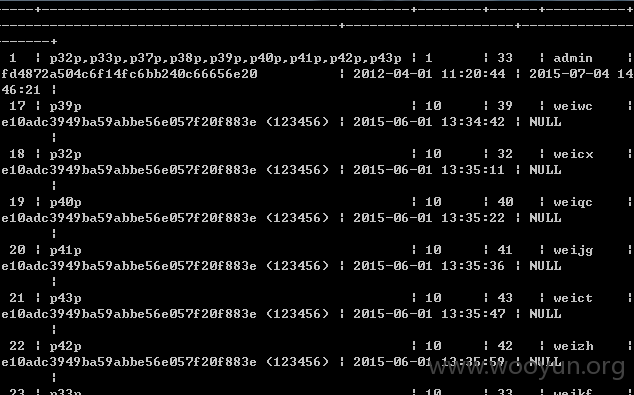 ------+----------------------------------------------------+--------+------+---------+
------------------------------------------+---------------------+--------------
------+
 1  | p32p,p33p,p37p,p38p,p39p,p40p,p41p,p42p,p43p | 1      | 33   | admin   |
fd4872a504c6f14fc6bb240c66656e20          | 2012-04-01 11:20:44 | 2015-07-04 14
46:21 |
 17 | p39p                                         | 10     | 39   | weiwc   |
e10adc3949ba59abbe56e057f20f883e (123456) | 2015-06-01 13:34:42 | NULL
      |
 18 | p32p                                         | 10     | 32   | weicx   |
e10adc3949ba59abbe56e057f20f883e (123456) | 2015-06-01 13:35:11 | NULL
      |
 19 | p40p                                         | 10     | 40   | weiqc   |
e10adc3949ba59abbe56e057f20f883e (123456) | 2015-06-01 13:35:22 | NULL
      |
 20 | p41p                                         | 10     | 41   | weijg   |
e10adc3949ba59abbe56e057f20f883e (123456) | 2015-06-01 13:35:36 | NULL
      |
 21 | p43p                                         | 10     | 43   | weict   |
e10adc3949ba59abbe56e057f20f883e (123456) | 2015-06-01 13:35:47 | NULL
      |
 22 | p42p                                         | 10     | 42   | weizh   |
e10adc3949ba59abbe56e057f20f883e (123456) | 2015-06-01 13:35:59 | NULL
      |
www.wooyun.org
 23 | p33p                                         | 10     | 33   | weikf   |